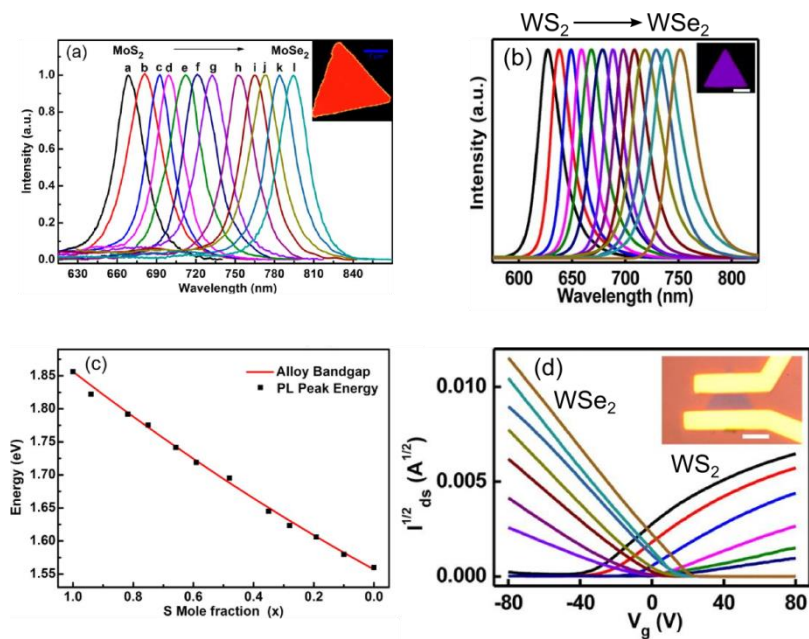 (a)
MoS2 MoSe2
a b c d e f g h i j k l
1.0
0.8
0.6
0.4
0.2
0.0
Intensity (a.u.)
630 660 690 720 750 780 810 840
Wavelength (nm)
WS2 WSe2
(b)
Intensity (a.u.)
600 650 700 750 800
Wavelength (nm)
(c)
Alloy Bandgap
PL Peak Energy
1.85
1.80
1.75
1.70
1.65
1.60
1.55
Energy (eV)
1.0 0.8 0.6 0.4 0.2 0.0
S Mole fraction (x)
(d)
WSe2
WS2
0.010
0.005
0.000
I1/2ds (A1/2)
-80 -40 0 40 80
Vg (V)